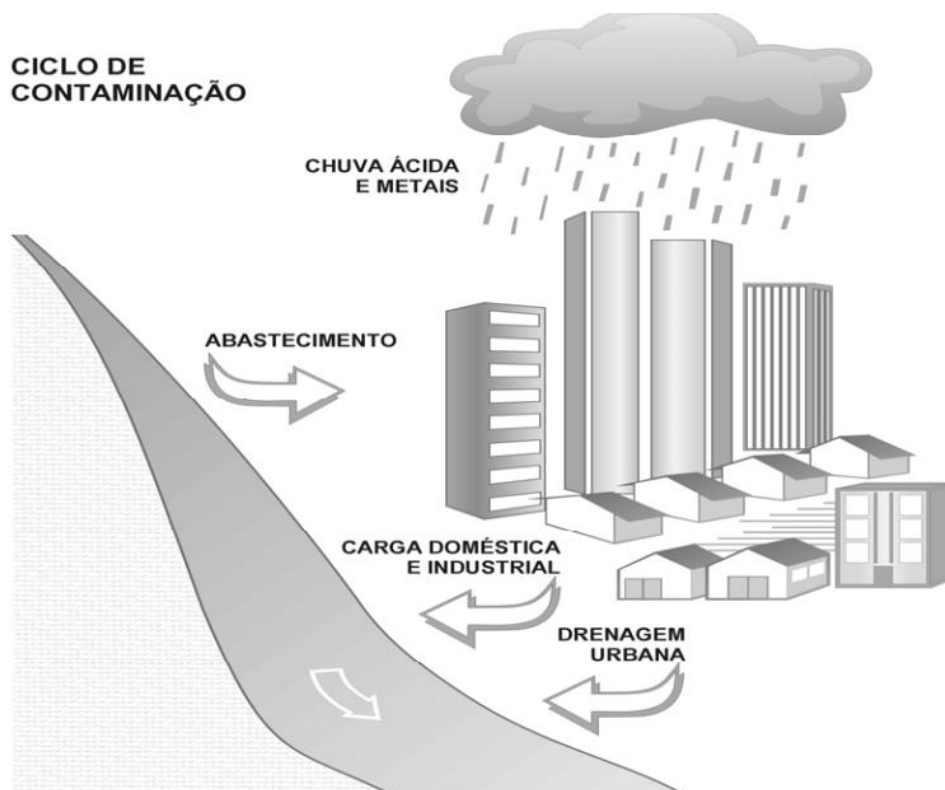 CICLO DE
CONTAMINAÇÃO
CHUVA ÁCIDA
E METAIS
ABASTECIMENTO
CARGA DOMÉSTICA
E INDUSTRIAL
DRENAGEM
URBANA